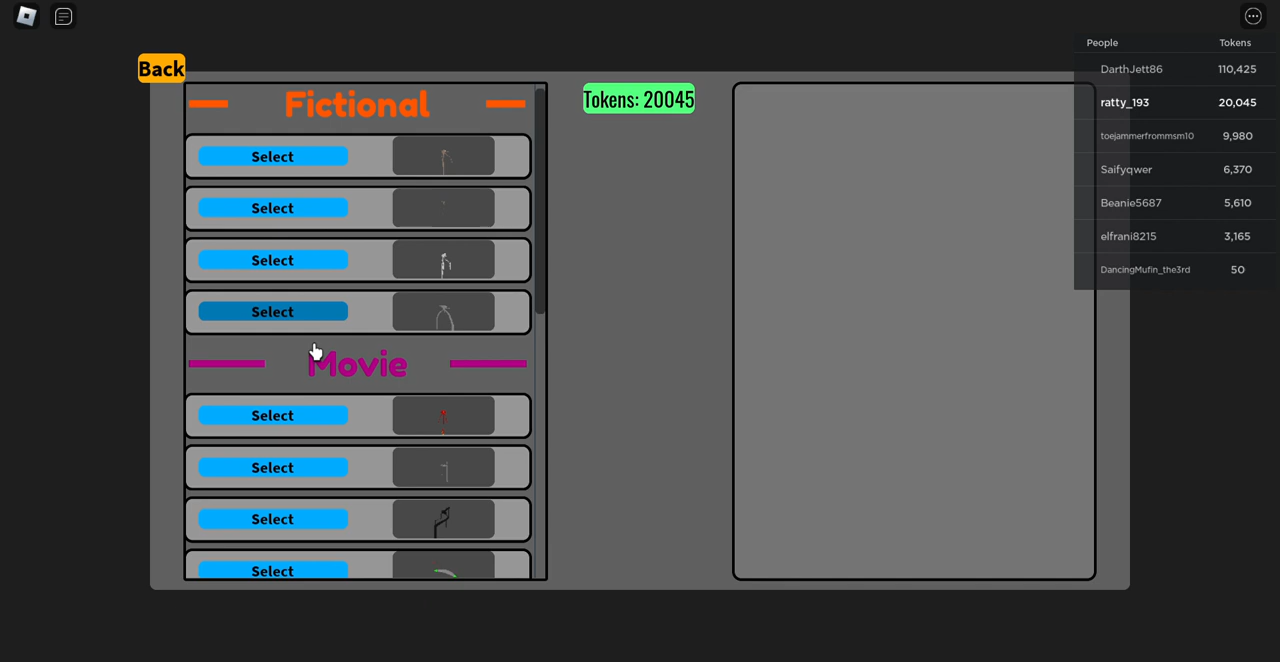 People Tokens
DarthJett86 110,425
ratty_193 20,045
toejammerfrommsm10 9,980
Saifyqwer 6,370
Beanie5687 5,610
elfrani8215 3,165
DancingMufin_the3rd 50
Back
Tokens: 20045
Fictional
Select
Select
Select
Select
Movie
Select
Select
Select
Select